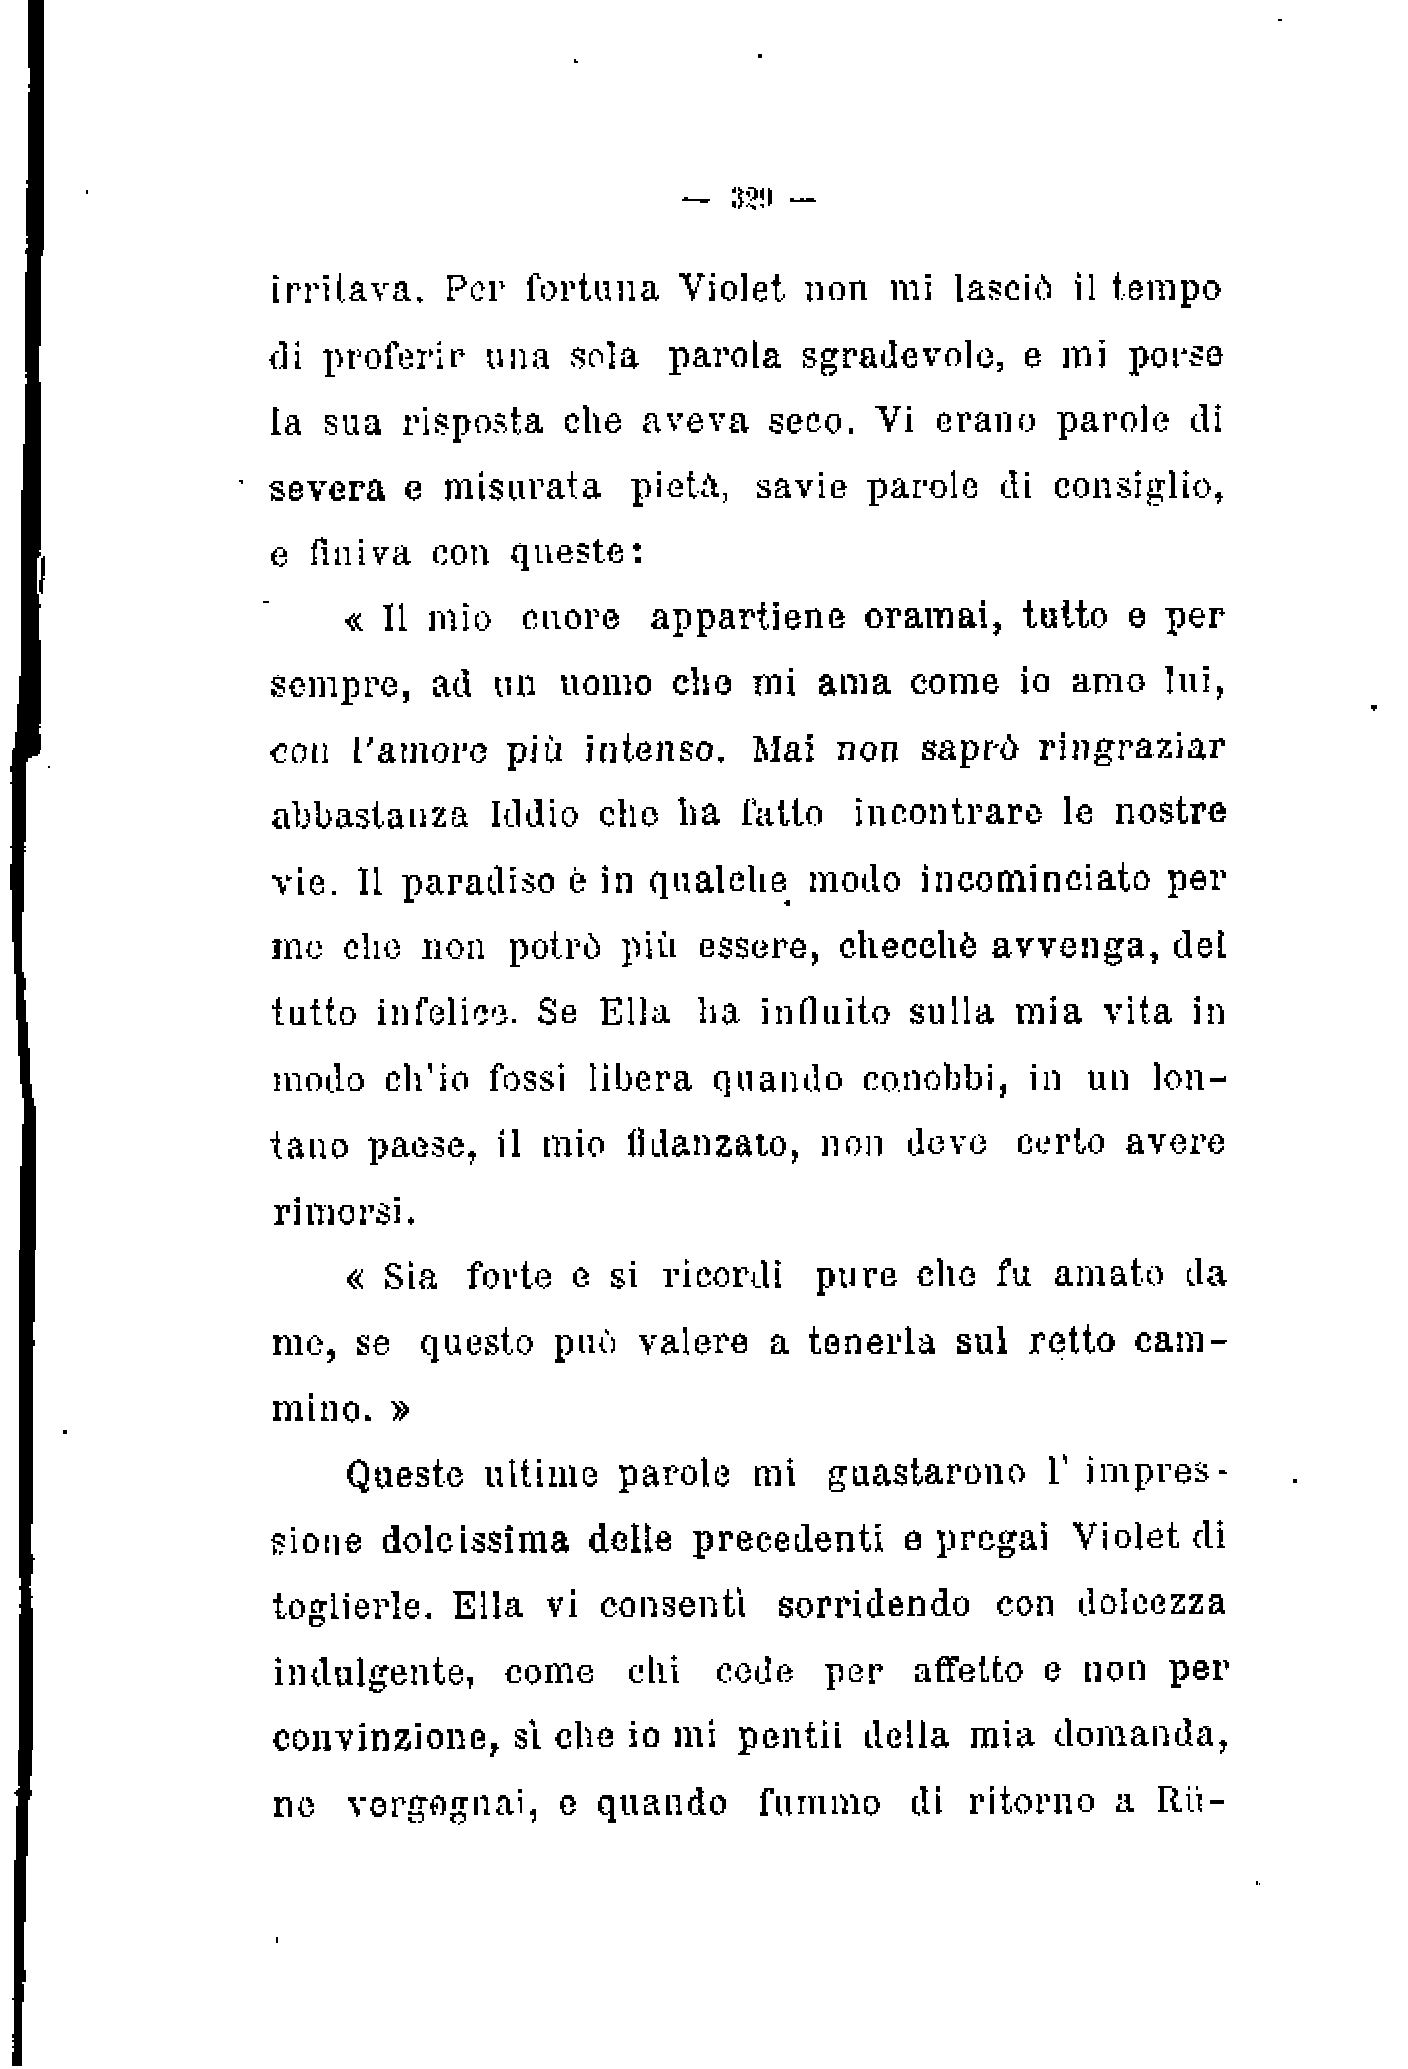 — 329 —
irritava. Per fortuna Violet non mi lasciò il tempo
di proferir una sola parola sgradevole, e mi porse
la sua risposta che aveva seco. Vi erano parole di
severa e misurata pietà, savie parole di consiglio,
e finiva con queste:
« Il mio cuore appartiene oramai, tutto e per
sempre, ad un uomo che mi ama come io amo lui,
con l'amore più intenso. Mai non saprò ringraziar
abbastanza Iddio che ha fatto incontrare le nostre
vie. Il paradiso è in qualche modo incominciato per
me che non potrò più essere, checchè avvenga, del
tutto infelice. Se Ella ha influito sulla mia vita in
modo ch'io fossi libera quando conobbi, in un lon-
tano paese, il mio fidanzato, non deve certo avere
rimorsi.
« Sia forte e si ricordi pure che fu amato da
me, se questo può valere a tenerla sul retto cam-
mino. »
Queste ultime parole mi guastarono l' impres-
sione dolcissima delle precedenti e pregai Violet di
toglierle. Ella vi consentì sorridendo con dolcezza
indulgente, come chi cede per affetto e non per
convinzione, sì che io mi pentii della mia domanda,
ne vergognai, e quando fummo di ritorno a Rü-